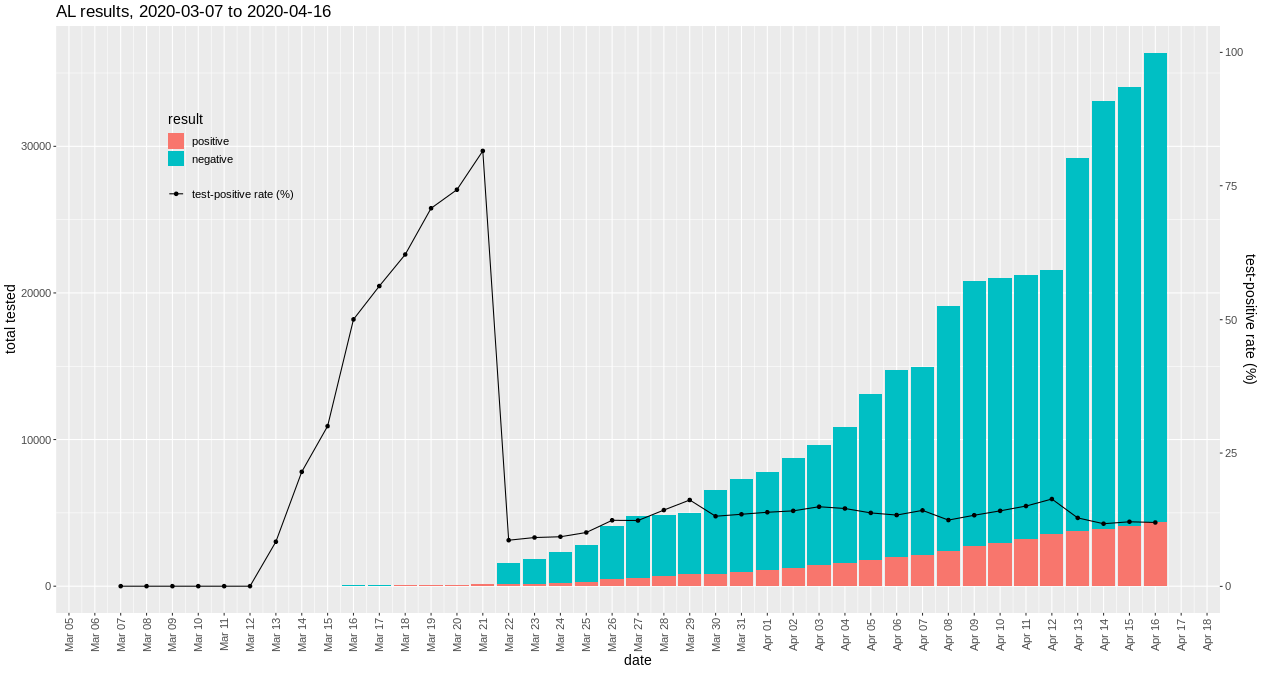 AL results, 2020-03-07 to 2020-04-16
result
positive
negative
test-positive rate (%)
total tested
30000
20000
10000
0
100
75
50
25
0
test-positive rate (%)
Mar 05
Mar 06
Mar 07
Mar 08
Mar 09
Mar 10
Mar 11
Mar 12
Mar 13
Mar 14
Mar 15
Mar 16
Mar 17
Mar 18
Mar 19
Mar 20
Mar 21
Mar 22
Mar 23
Mar 24
Mar 25
Mar 26
Mar 27
Mar 28
Mar 29
Mar 30
Mar 31
Apr 01
Apr 02
Apr 03
Apr 04
Apr 05
Apr 06
Apr 07
Apr 08
Apr 09
Apr 10
Apr 11
Apr 12
Apr 13
Apr 14
Apr 15
Apr 16
Apr 17
Apr 18
date